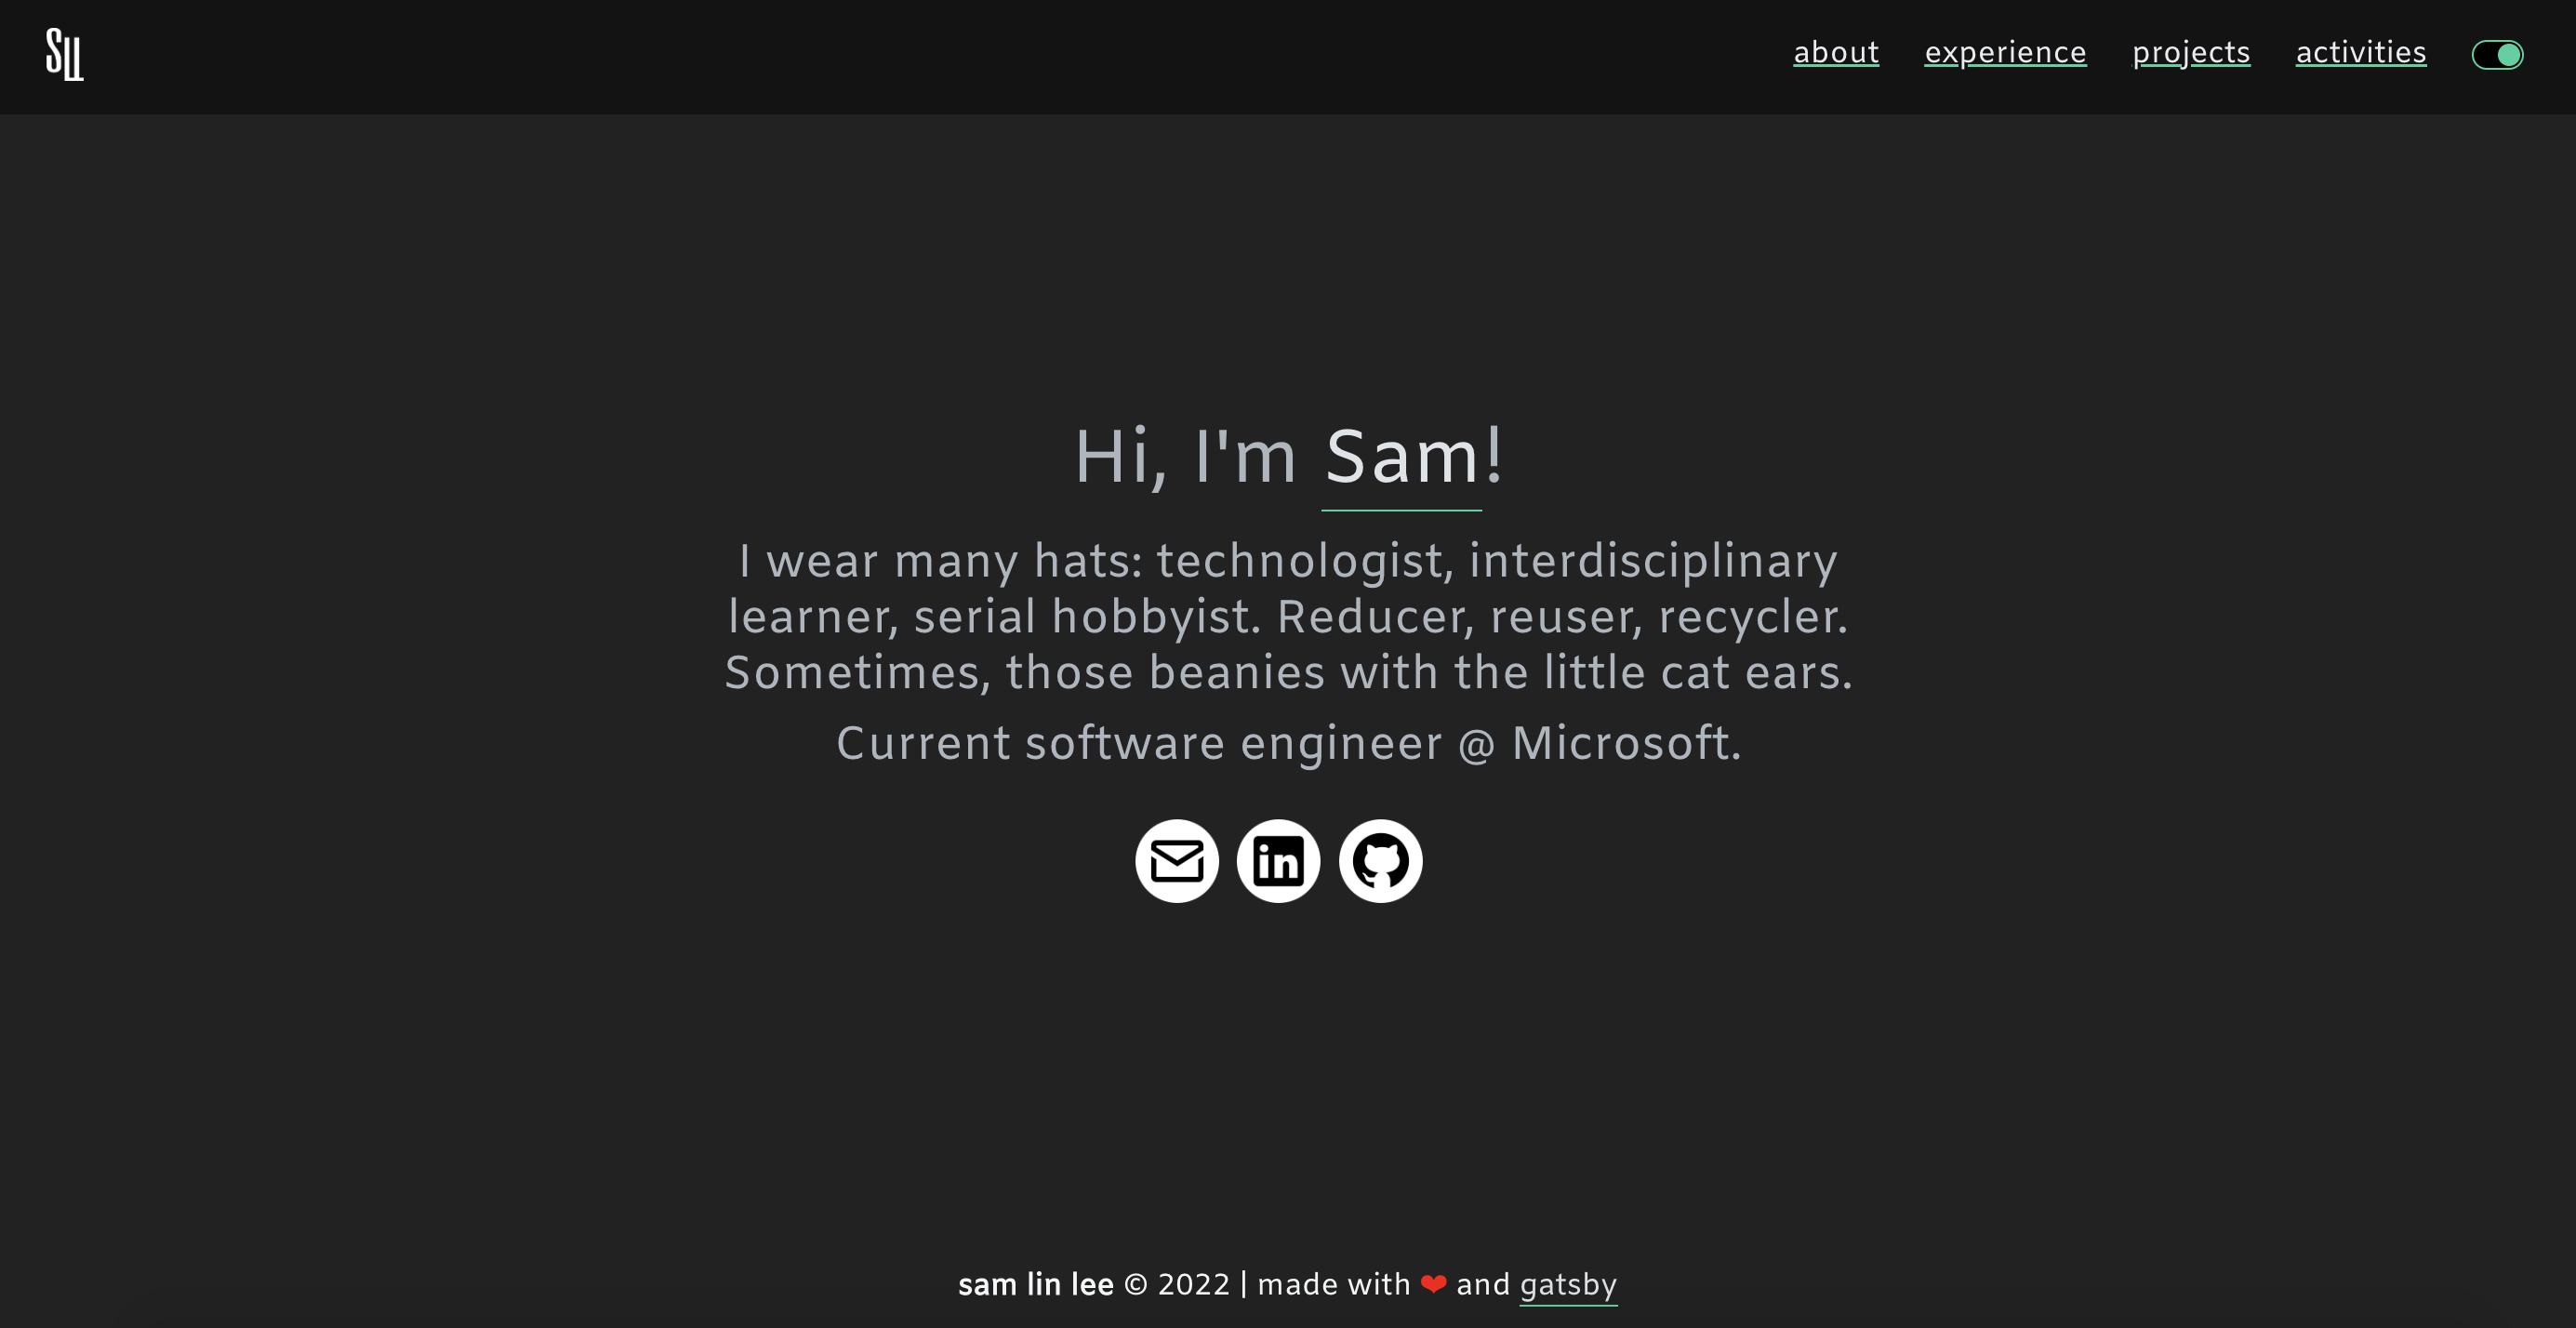 SLL
about experience projects activities
Hi, I'm Sam!
I wear many hats: technologist, interdisciplinary
learner, serial hobbyist. Reducer, reuser, recycler.
Sometimes, those beanies with the little cat ears.
Current software engineer @ Microsoft.
in
sam lin lee © 2022 | made with ❤ and gatsby